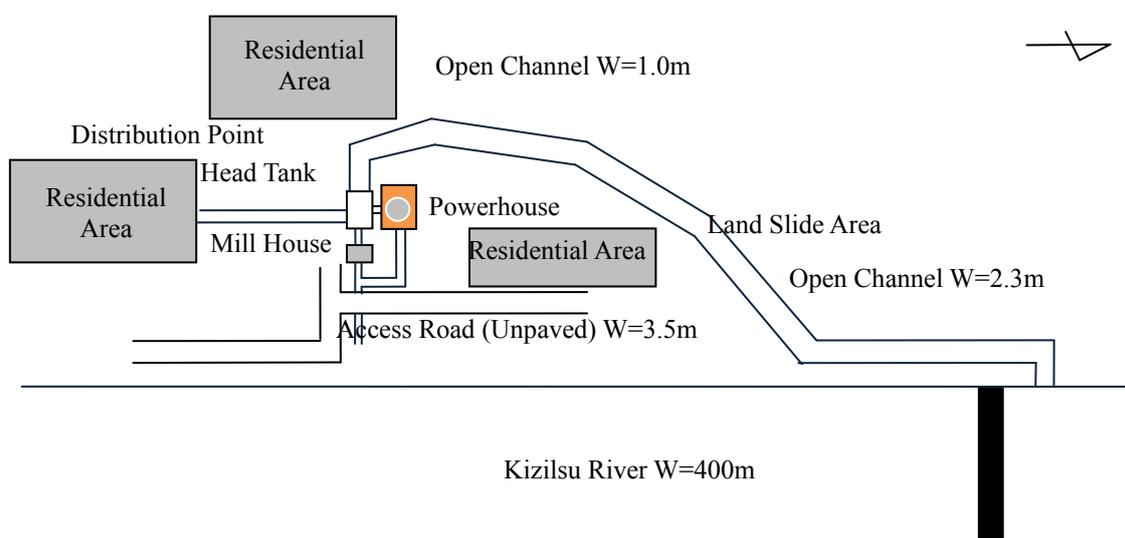 Residential
Area
Open Channel W=1.0m
Distribution Point
Head Tank
Residential
Area
Powerhouse
Land Slide Area
Mill House
Residential Area
Open Channel W=2.3m
Access Road (Unpaved) W=3.5m
Kizilsu River W=400m